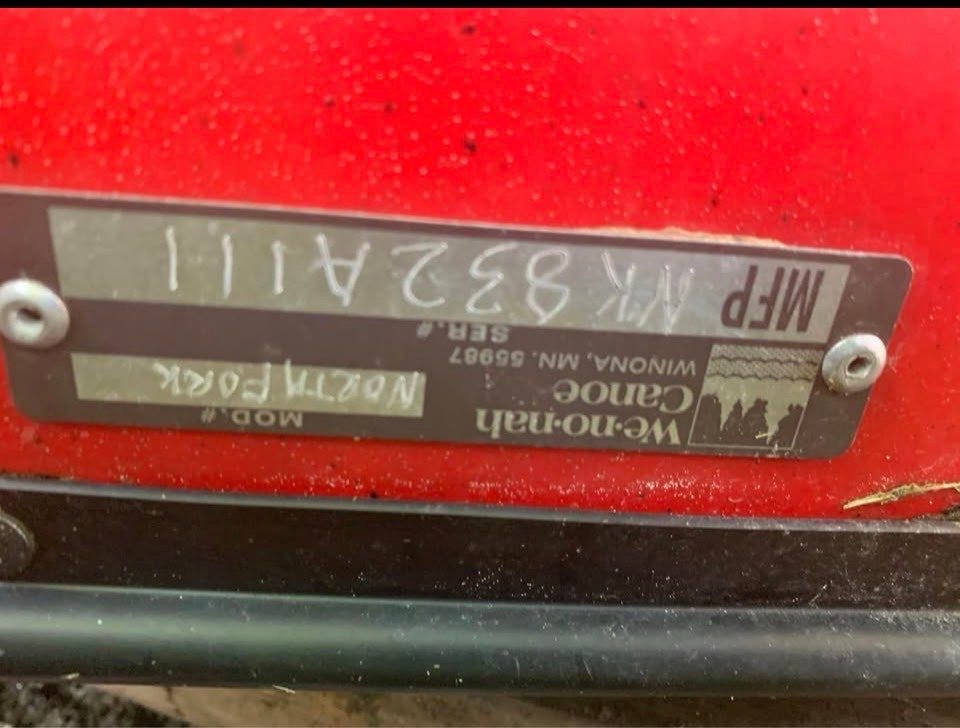 We·no·nah
Canoe
WINONA, MN. 55987
MOD.#
NORTH FORK
SER.#
MFP NK832A111